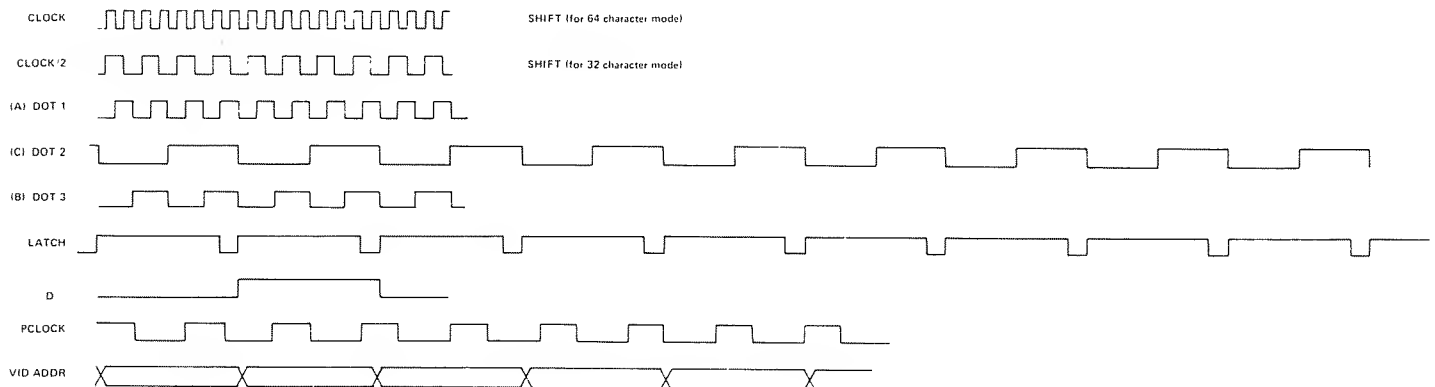 CLOCK SHIFT (for 64 character mode)
CLOCK/2 SHIFT (for 32 character mode)
(A) DOT 1
(C) DOT 2
(B) DOT 3
LATCH
D
PCLOCK
VID ADDR